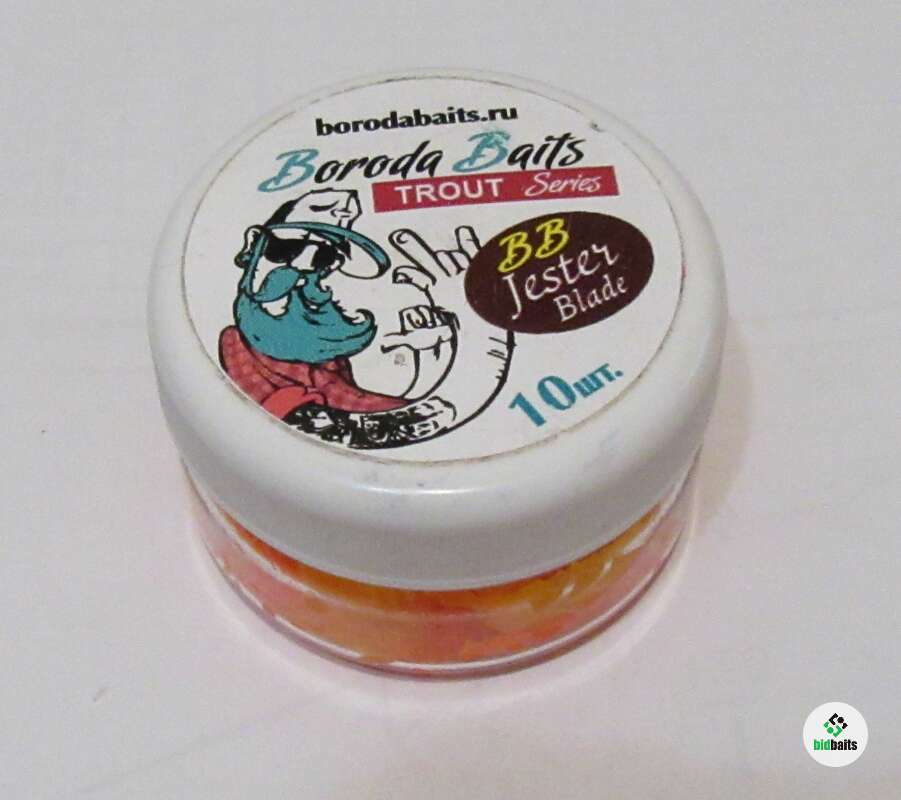 borodabaits.ru
Boroda Baits
TROUT Series
BB
Jester
Blade
10шт.
bidbaits